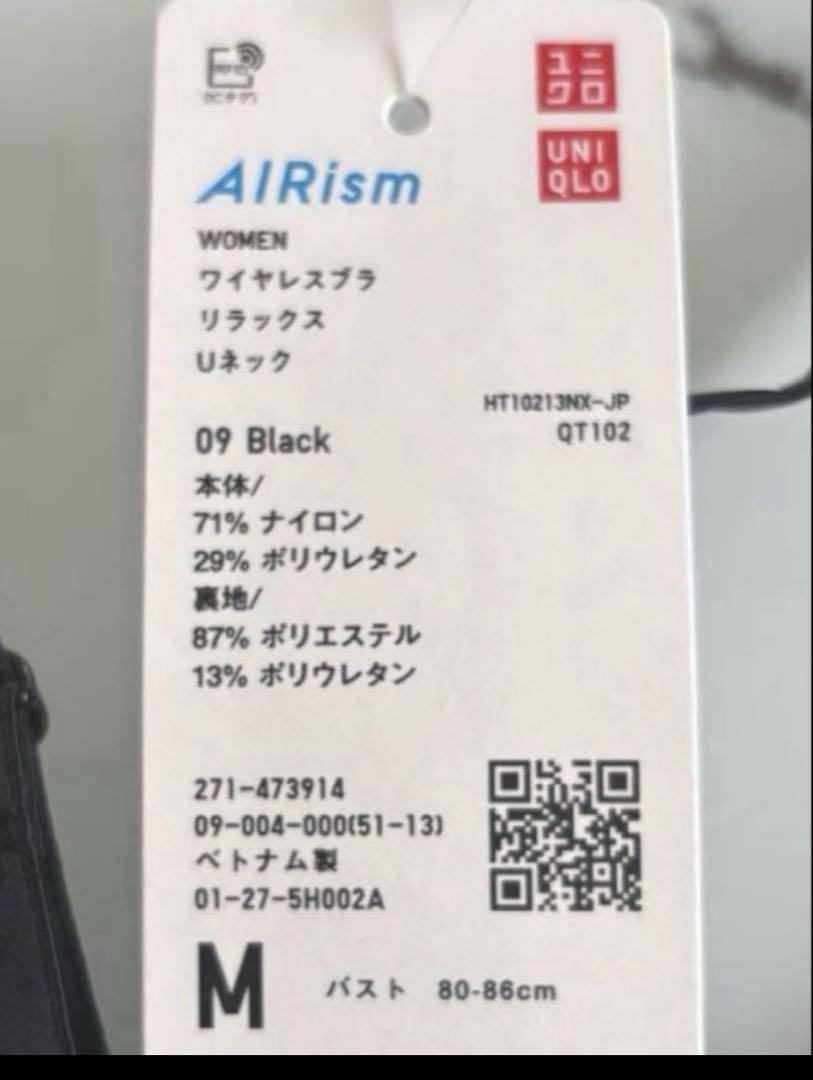 ユニ
クロ
UNI
QLO
AIRism
WOMEN
ワイヤレスブラ
リラックス
Uネック
HT10213NX-JP
QT102
09 Black
本体/
71% ナイロン
29% ポリウレタン
裏地/
87% ポリエステル
13% ポリウレタン
271-473914
09-004-000(51-13)
ベトナム製
01-27-5H002A
M
バスト 80-86cm